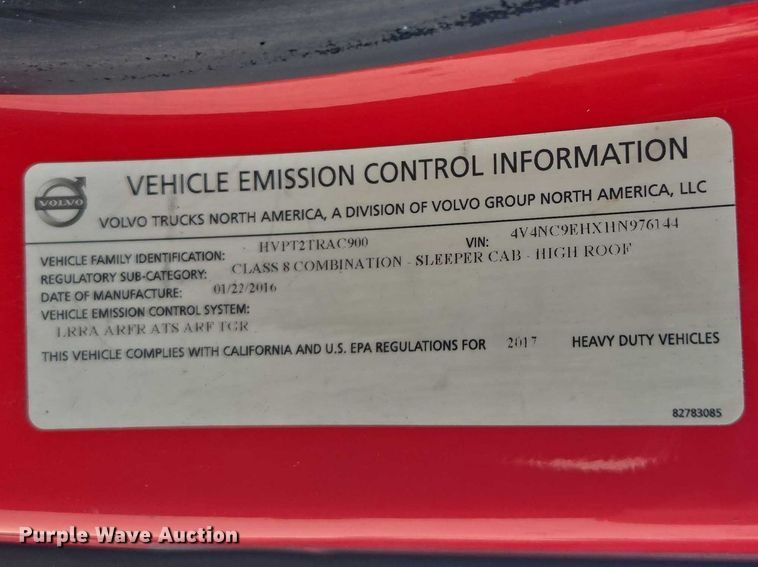 VOLVO
VEHICLE EMISSION CONTROL INFORMATION
VOLVO TRUCKS NORTH AMERICA, A DIVISION OF VOLVO GROUP NORTH AMERICA, LLC
VEHICLE FAMILY IDENTIFICATION: HVPT2TRAC900 VIN: 4V4NC9EHXHN976144
REGULATORY SUB-CATEGORY: CLASS 8 COMBINATION - SLEEPER CAB - HIGH ROOF
DATE OF MANUFACTURE: 01/22/2016
VEHICLE EMISSION CONTROL SYSTEM:
LRRA ARFR ATS ARF TGR
THIS VEHICLE COMPLIES WITH CALIFORNIA AND U.S. EPA REGULATIONS FOR 2017 HEAVY DUTY VEHICLES
82783085
Purple Wave Auction